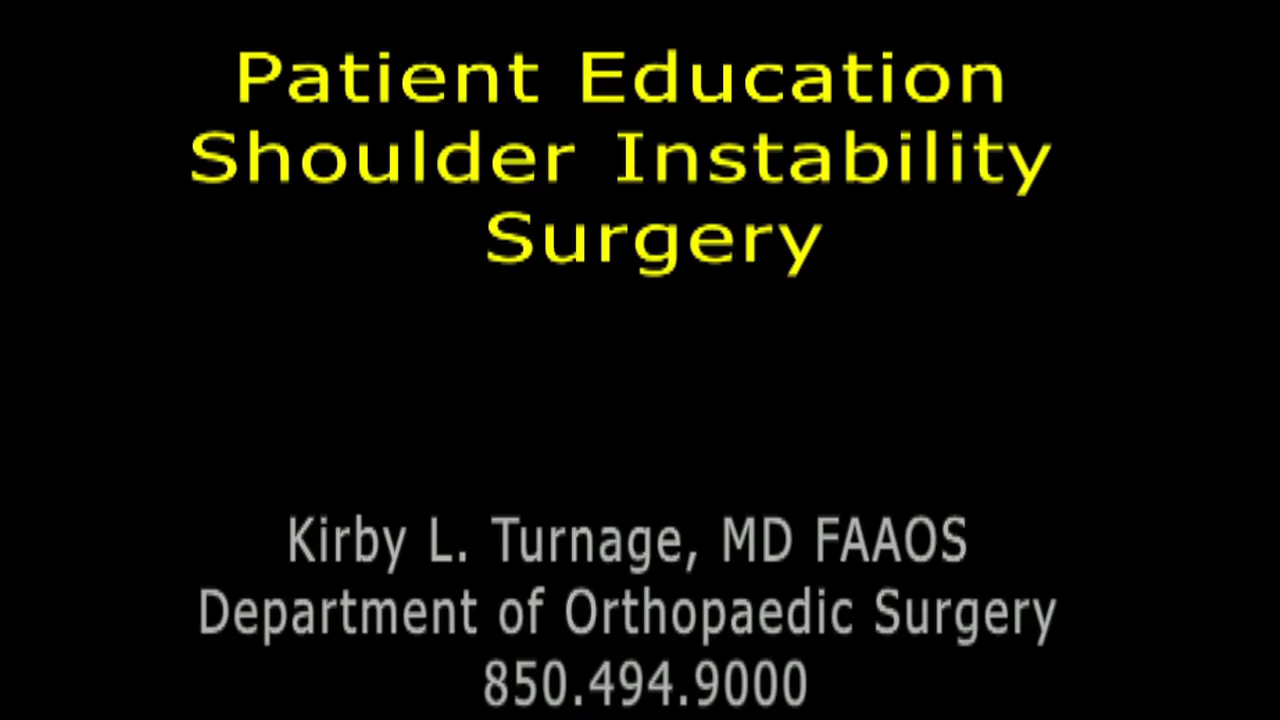 Patient Education
Shoulder Instability
Surgery
Kirby L. Turnage, MD FAAOS
Department of Orthopaedic Surgery
850.494.9000